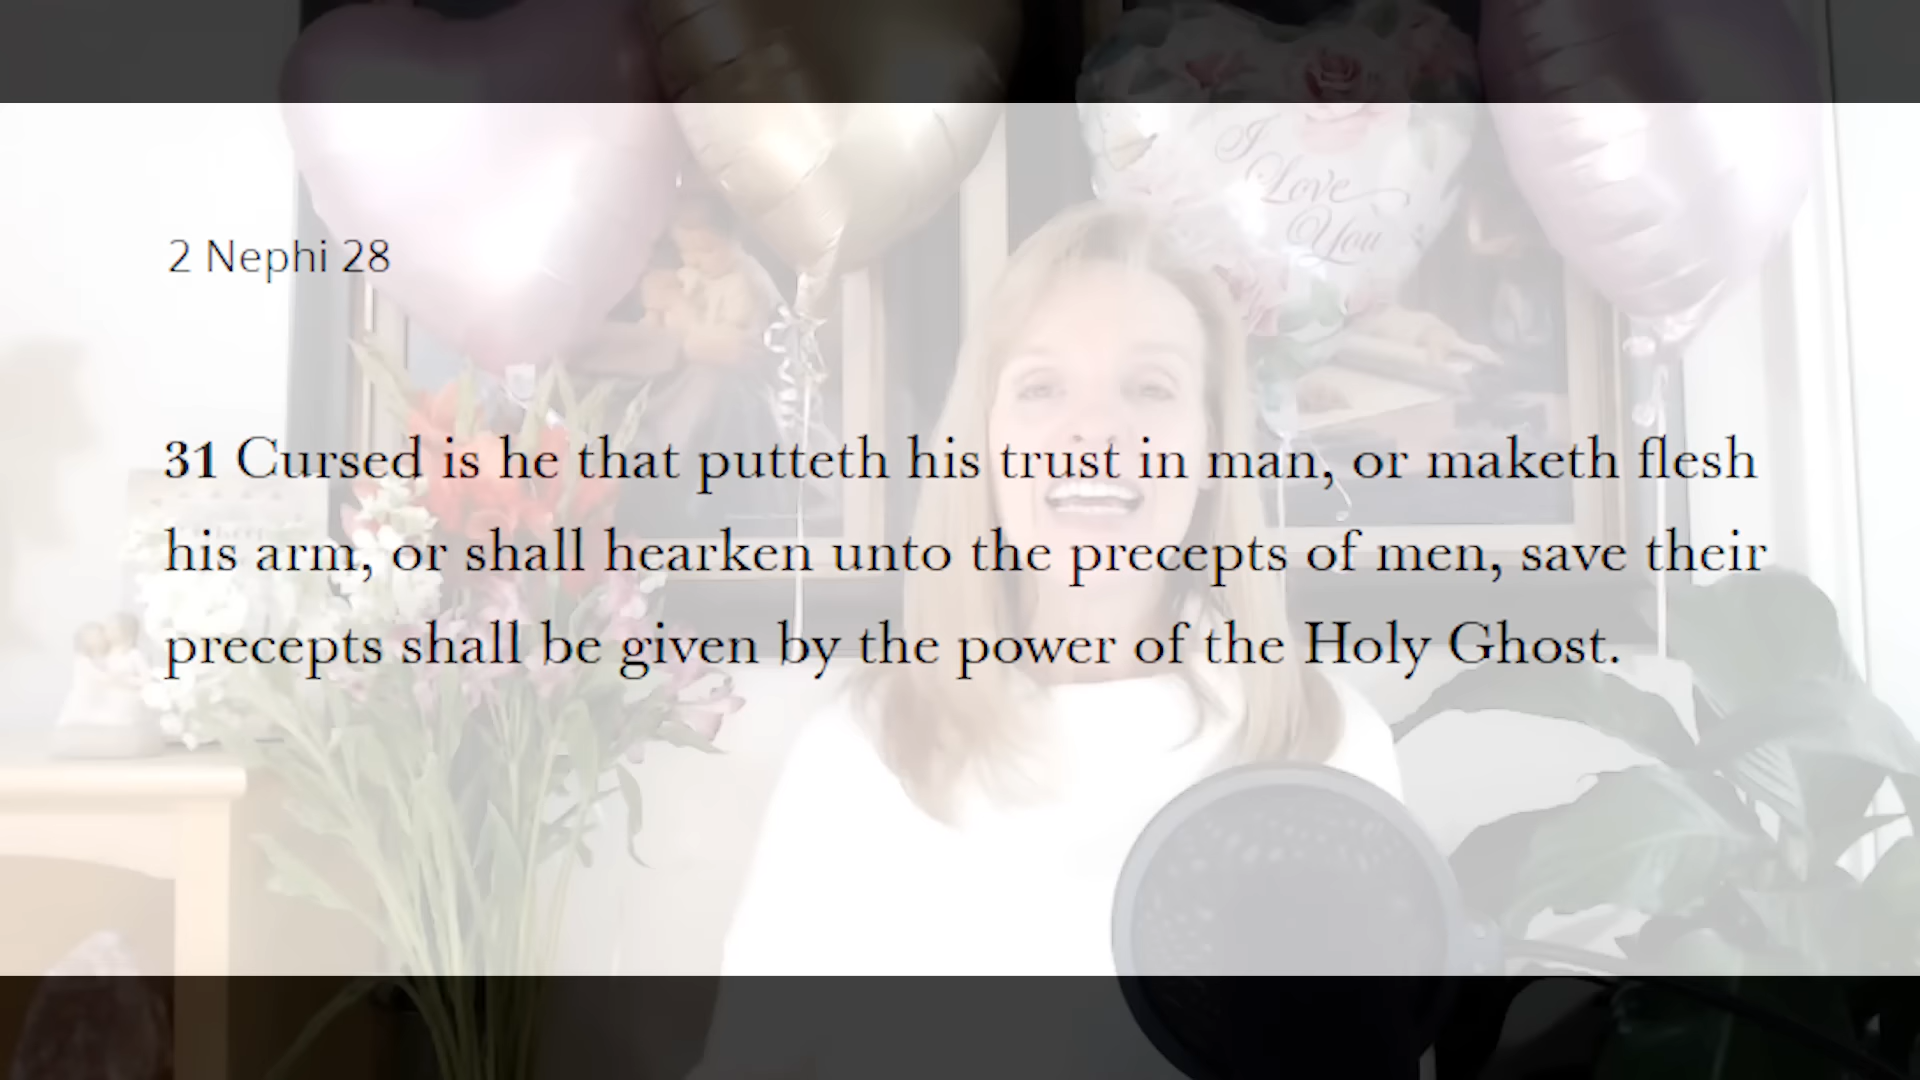 I
Love
You
2 Nephi 28
31 Cursed is he that putteth his trust in man, or maketh flesh
his arm, or shall hearken unto the precepts of men, save their
precepts shall be given by the power of the Holy Ghost.